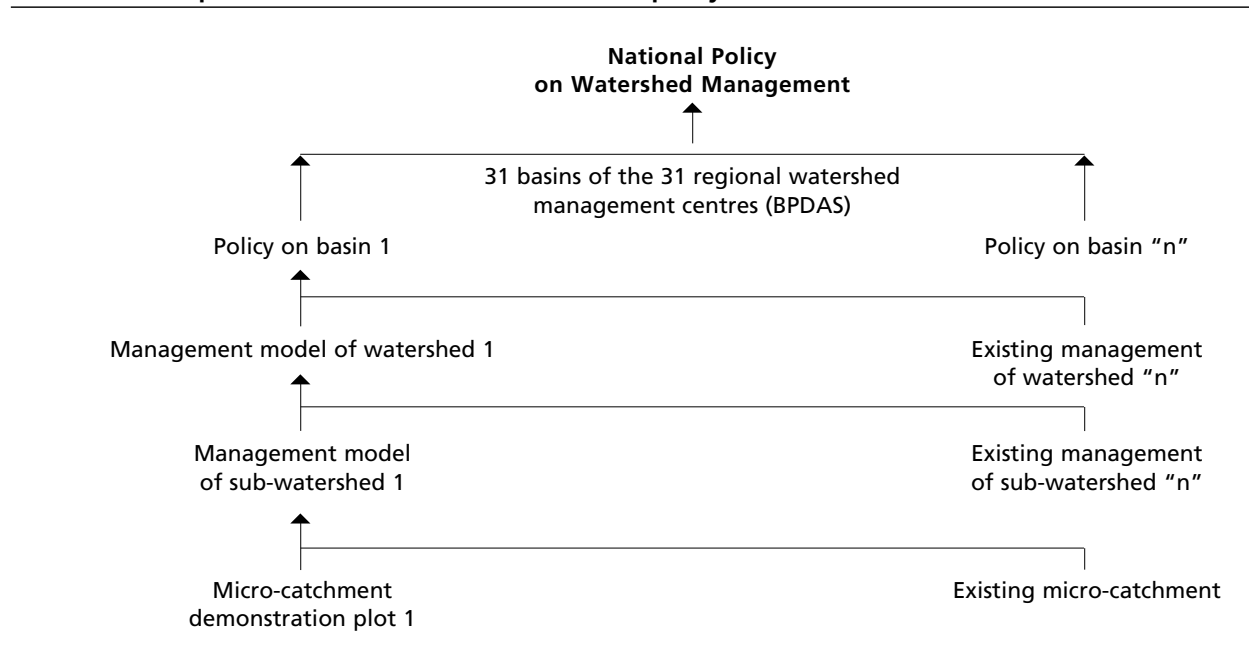 National Policy
on Watershed Management
31 basins of the 31 regional watershed
management centres (BPDAS)
Policy on basin 1
Policy on basin “n”
Management model of watershed 1
Existing management
of watershed “n”
Management model
of sub-watershed 1
Existing management
of sub-watershed “n”
Micro-catchment
demonstration plot 1
Existing micro-catchment